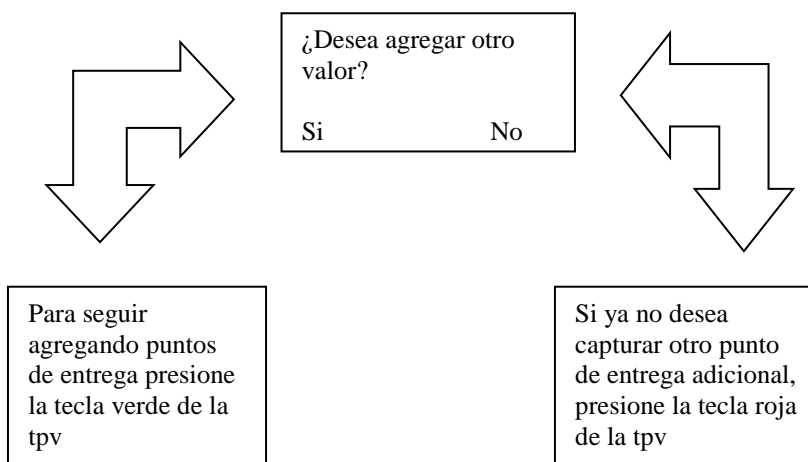 ¿Desea agregar otro
valor?
Si No
Para seguir
agregando puntos
de entrega presione
la tecla verde de la
tpv
Si ya no desea
capturar otro punto
de entrega adicional,
presione la tecla roja
de la tpv